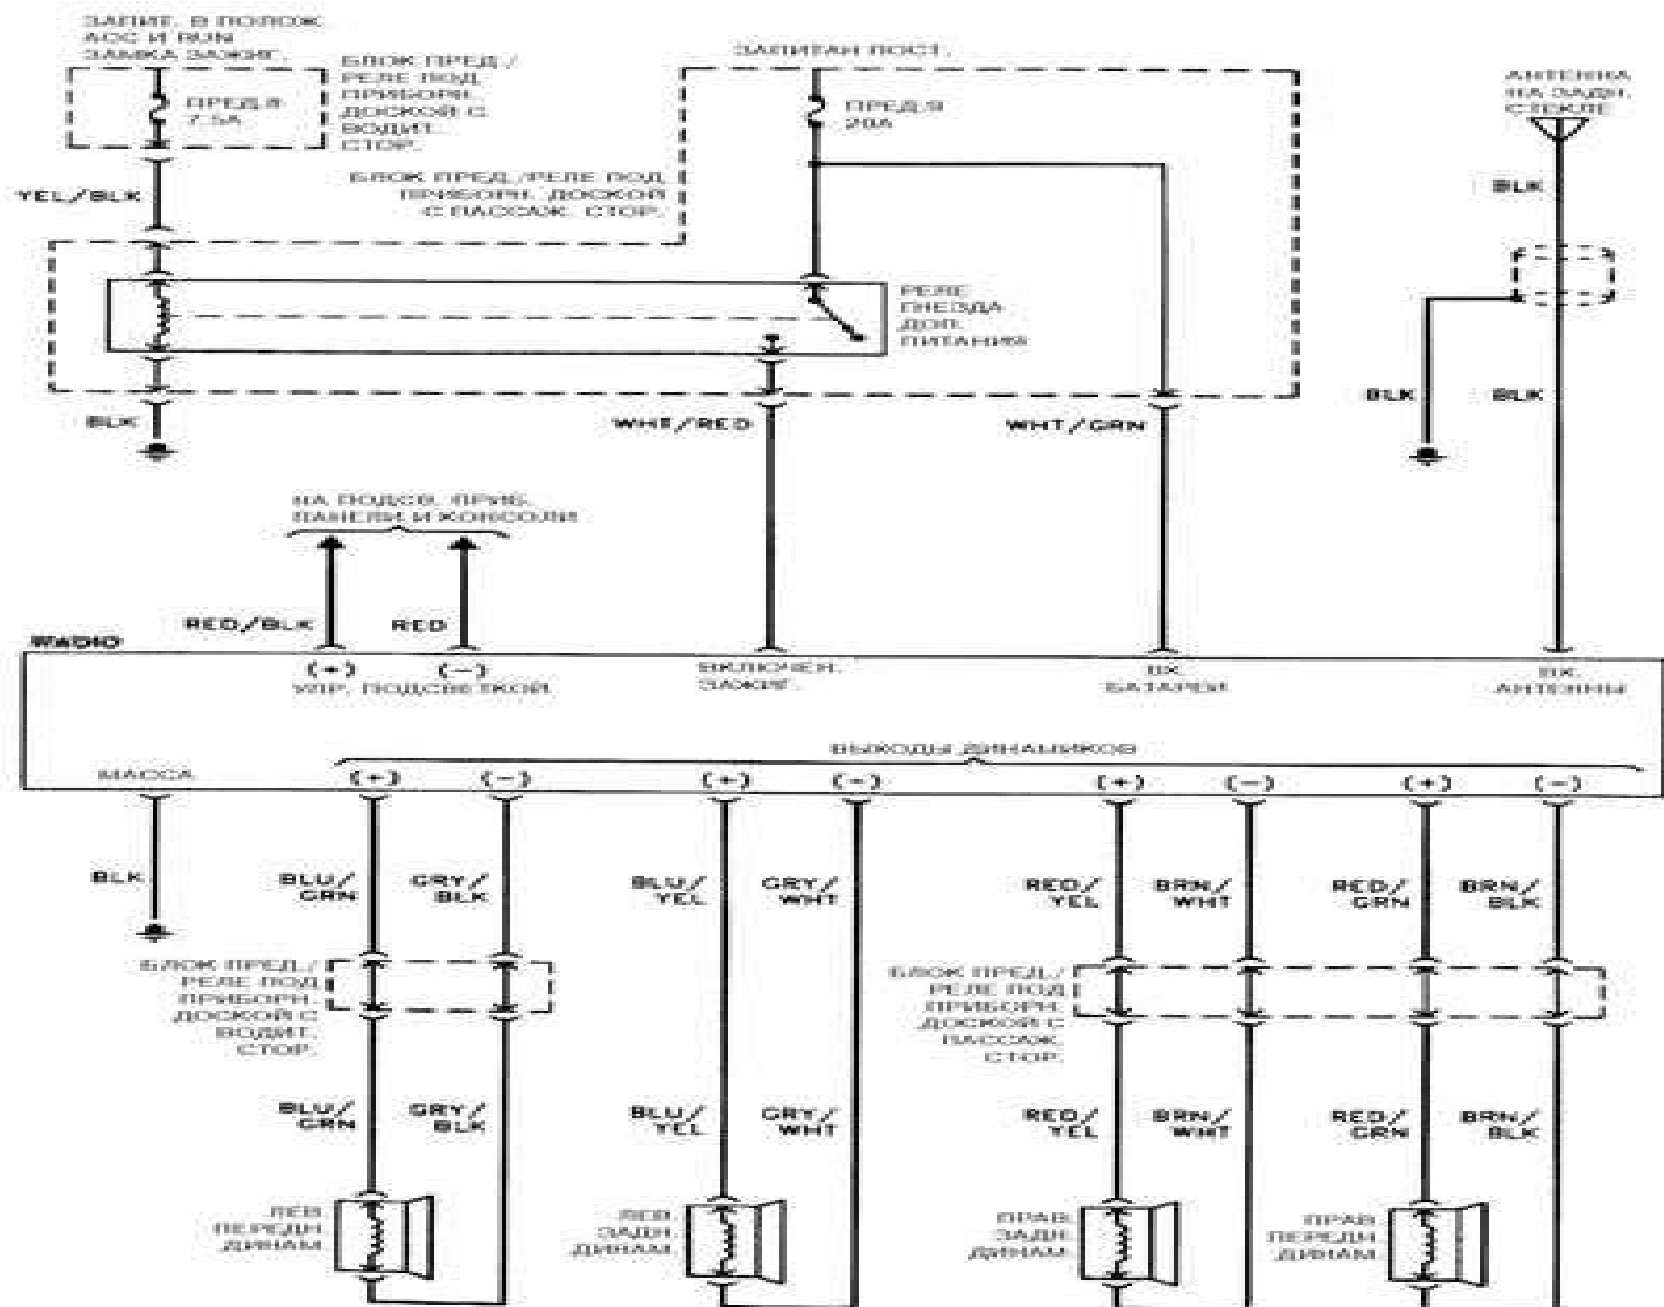 ЗАПИТ. В ПОЛОЖ.
ACC И RUN
ЗАМКА ЗАЖИГ.
БЛОК ПРЕД./
РЕЛЕ ПОД
ПРИБОРН.
ДОСКОЙ С
ВОДИТ.
СТОР.
ПРЕД.
7.5A
ЗАПИТАН ПОСТ.
ПРЕД.9
20A
АНТЕННА
НА ЗАДН.
СТЕКЛЕ
YEL/BLK
БЛОК ПРЕД./РЕЛЕ ПОД
ПРИБОРН. ДОСКОЙ
С ПАССАЖ. СТОР.
BLK
РЕЛЕ
ГНЕЗДА
ДОП.
ПИТАНИЯ
BLK
WHT/RED
WHT/GRN
BLK
BLK
НА ПОДСВ. ПРИБ.
ПАНЕЛИ И КОНСОЛИ
RED/BLK
RED
RADIO
(+)
(-)
УПР. ПОДСВЕТКОЙ
ВКЛЮЧЕН.
ЗАЖИГ.
ВХ.
БАТАРЕИ
ВХ.
АНТЕННЫ
ВЫХОДЫ ДИНАМИКОВ
МАССА
(+) (-) (+) (-) (+) (-) (+) (-)
BLK
BLU/
GRN
GRY/
BLK
BLU/
YEL
GRY/
WHT
RED/
YEL
BRN/
WHT
RED/
GRN
BRN/
BLK
БЛОК ПРЕД./
РЕЛЕ ПОД
ПРИБОРН.
ДОСКОЙ С
ВОДИТ.
СТОР.
БЛОК ПРЕД./
РЕЛЕ ПОД
ПРИБОРН.
ДОСКОЙ С
ПАССАЖ.
СТОР.
BLU/
GRN
GRY/
BLK
BLU/
YEL
GRY/
WHT
RED/
YEL
BRN/
WHT
RED/
GRN
BRN/
BLK
ЛЕВ.
ПЕРЕДН.
ДИНАМ.
ЛЕВ.
ЗАДН.
ДИНАМ.
ПРАВ.
ЗАДН.
ДИНАМ.
ПРАВ.
ПЕРЕДН.
ДИНАМ.